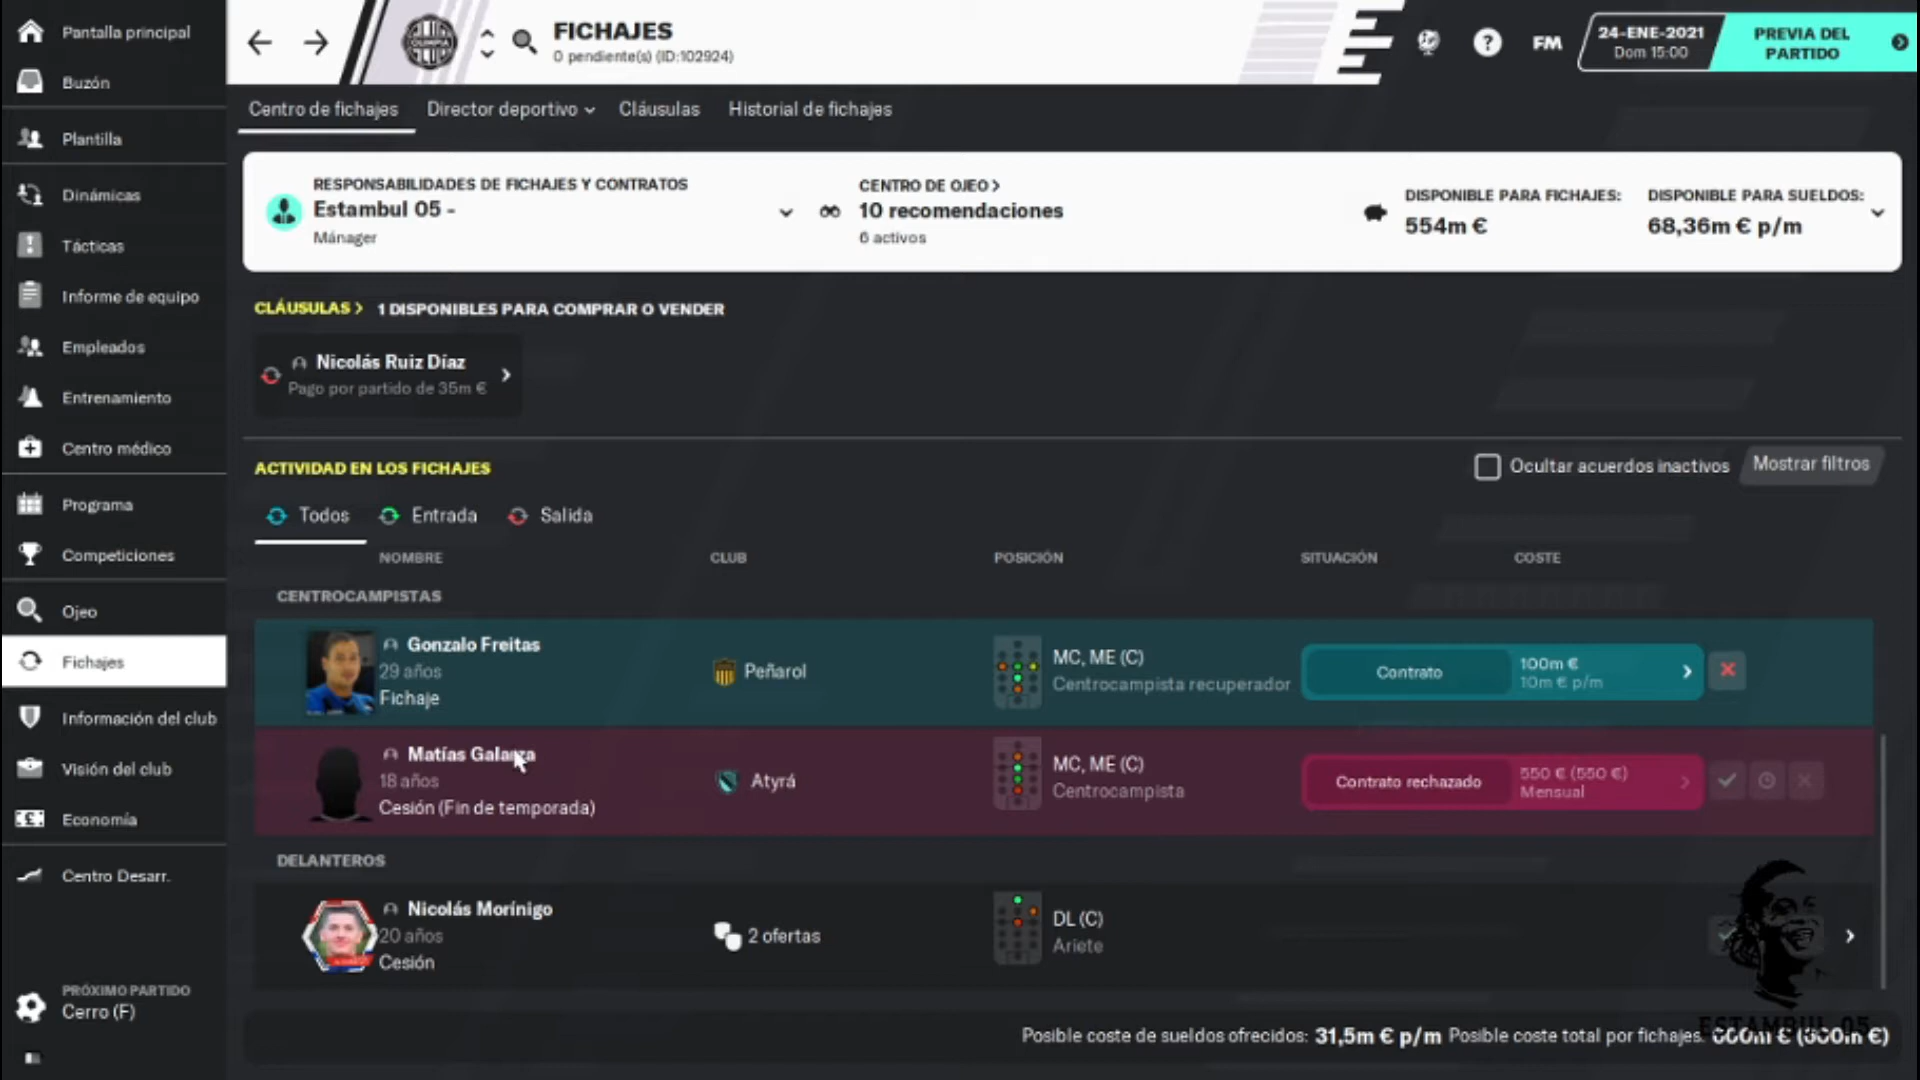 Pantalla principal
Buzón
Plantilla
Dinámicas
Tácticas
Informe de equipo
Empleados
Entrenamiento
Centro médico
Programa
Competiciones
Ojeo
Fichajes
Información del club
Visión del club
Economía
Centro Desarr.
PRÓXIMO PARTIDO
Cerro (F)
FICHAJES
0 pendiente(s) (ID:102924)
FM
24-ENE-2021
Dom 15:00
PREVIA DEL
PARTIDO
Centro de fichajes
Director deportivo
Cláusulas
Historial de fichajes
RESPONSABILIDADES DE FICHAJES Y CONTRATOS
Estambul 05 -
Mánager
CENTRO DE OJEO
10 recomendaciones
6 activos
DISPONIBLE PARA FICHAJES:
554m €
DISPONIBLE PARA SUELDOS:
68,36m € p/m
CLÁUSULAS 1 DISPONIBLES PARA COMPRAR O VENDER
Nicolás Ruiz Díaz
Pago por partido de 35m €
ACTIVIDAD EN LOS FICHAJES
Ocultar acuerdos inactivos
Mostrar filtros
Todos
Entrada
Salida
NOMBRE CLUB POSICIÓN SITUACIÓN COSTE
CENTROCAMPISTAS
Gonzalo Freitas
29 años
Fichaje
Peñarol
MC, ME (C)
Centrocampista recuperador
Contrato
100m €
10m € p/m
Matías Galarza
18 años
Cesión (Fin de temporada)
Atyrá
MC, ME (C)
Centrocampista
Contrato rechazado
550 € (550 €)
Mensual
DELANTEROS
Nicolás Morínigo
20 años
Cesión
2 ofertas
DL (C)
Ariete
ESTAMBUL 05
Posible coste de sueldos ofrecidos: 31,5m € p/m Posible coste total por fichajes: